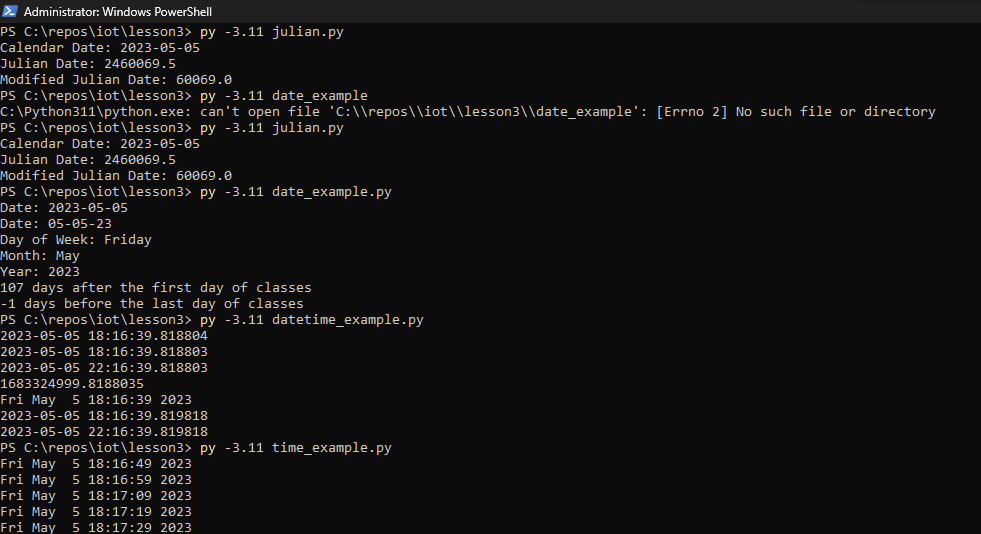 Administrator: Windows PowerShell
PS C:\repos\iot\lesson3> py -3.11 julian.py
Calendar Date: 2023-05-05
Julian Date: 2460069.5
Modified Julian Date: 60069.0
PS C:\repos\iot\lesson3> py -3.11 date_example
C:\Python311\python.exe: can't open file 'C:\\repos\\iot\\lesson3\\date_example': [Errno 2] No such file or directory
PS C:\repos\iot\lesson3> py -3.11 julian.py
Calendar Date: 2023-05-05
Julian Date: 2460069.5
Modified Julian Date: 60069.0
PS C:\repos\iot\lesson3> py -3.11 date_example.py
Date: 2023-05-05
Date: 05-05-23
Day of Week: Friday
Month: May
Year: 2023
107 days after the first day of classes
-1 days before the last day of classes
PS C:\repos\iot\lesson3> py -3.11 datetime_example.py
2023-05-05 18:16:39.818804
2023-05-05 18:16:39.818803
2023-05-05 22:16:39.818803
1683324999.8188035
Fri May  5 18:16:39 2023
2023-05-05 18:16:39.819818
2023-05-05 22:16:39.819818
PS C:\repos\iot\lesson3> py -3.11 time_example.py
Fri May  5 18:16:49 2023
Fri May  5 18:16:59 2023
Fri May  5 18:17:09 2023
Fri May  5 18:17:19 2023
Fri May  5 18:17:29 2023